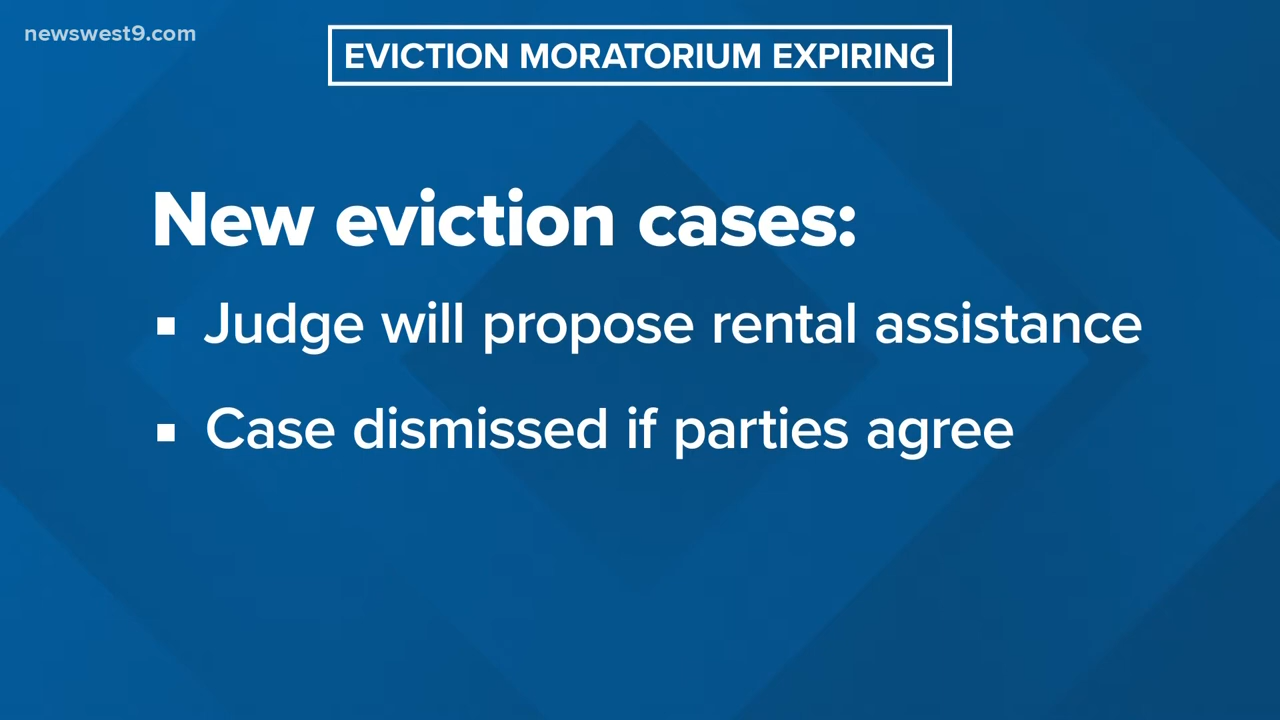 newswest9.com
EVICTION MORATORIUM EXPIRING
New eviction cases:
▪ Judge will propose rental assistance
▪ Case dismissed if parties agree